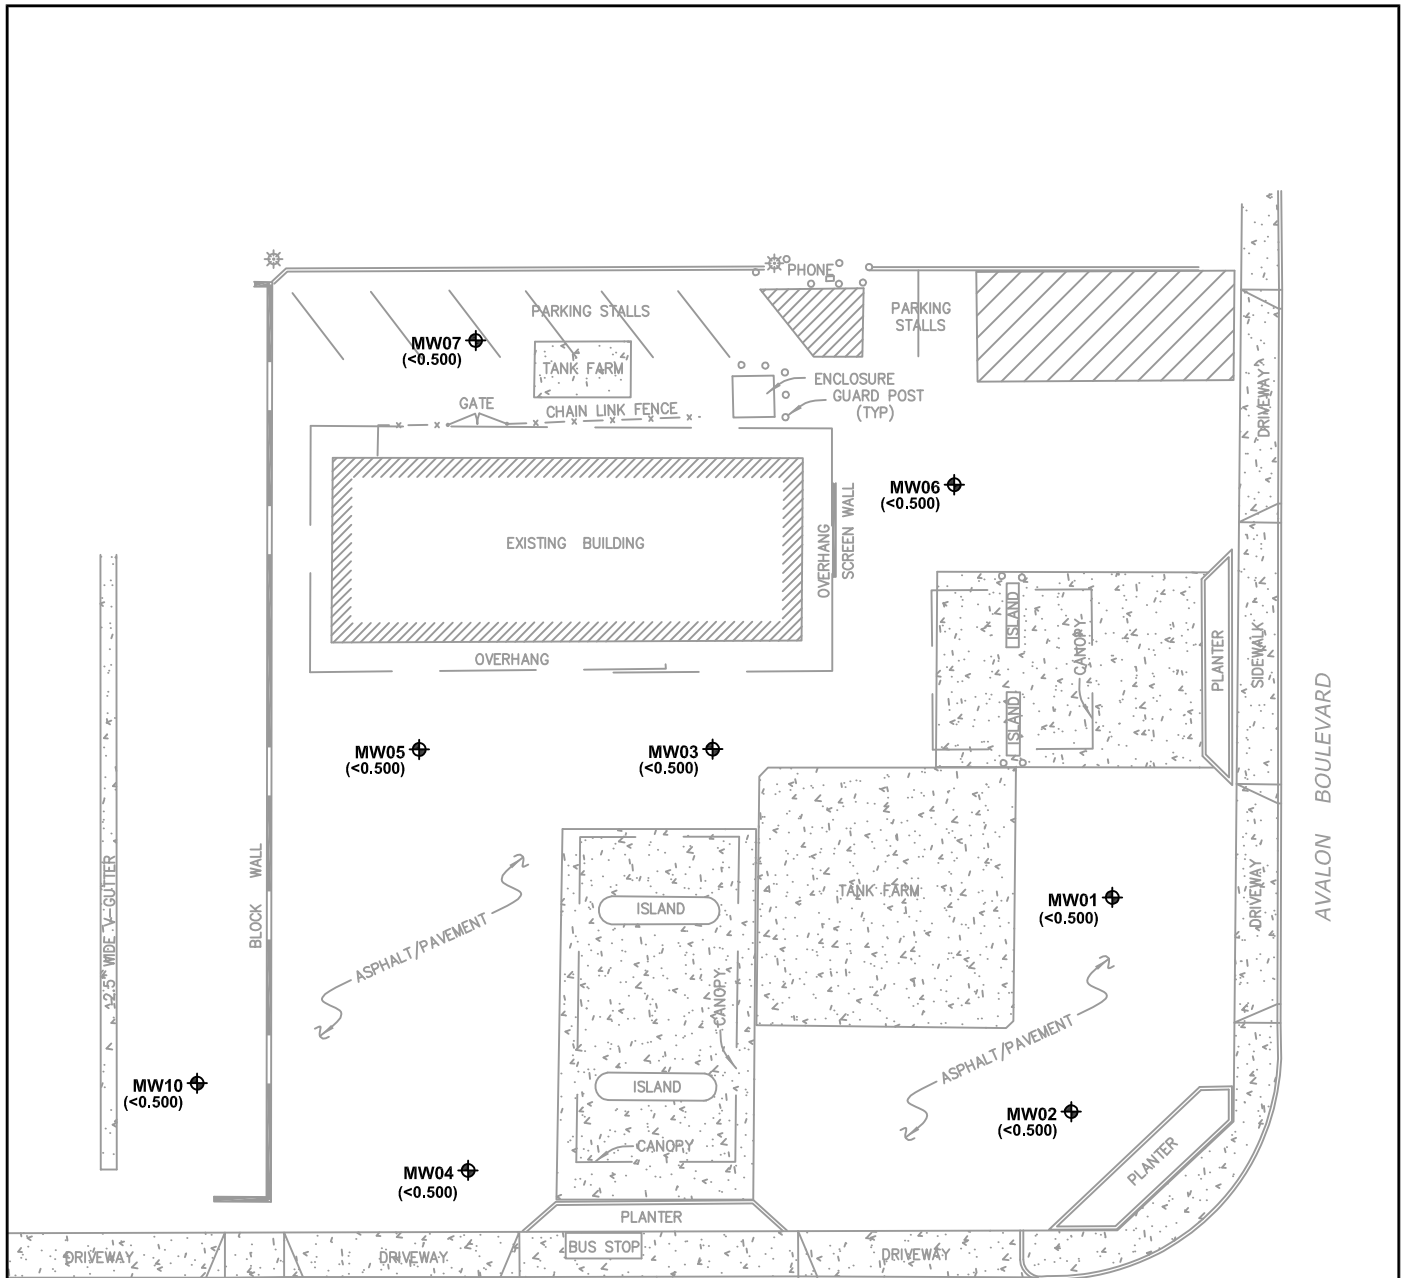 PHONE
PARKING STALLS
PARKING
STALLS
MW07
(<0.500)
TANK FARM
ENCLOSURE
GUARD POST
(TYP)
GATE
CHAIN LINK FENCE
DRIVEWAY
MW06
(<0.500)
EXISTING BUILDING
OVERHANG
SCREEN WALL
OVERHANG
ISLAND
CANOPY
ISLAND
PLANTER
SIDEWALK
AVALON BOULEVARD
MW05
(<0.500)
MW03
(<0.500)
BLOCK WALL
2.5" WIDE V-GUTTER
ASPHALT/PAVEMENT
ISLAND
TANK FARM
MW01
(<0.500)
DRIVEWAY
CANOPY
ASPHALT/PAVEMENT
MW10
(<0.500)
ISLAND
MW02
(<0.500)
CANOPY
PLANTER
MW04
(<0.500)
PLANTER
DRIVEWAY
DRIVEWAY
BUS STOP
DRIVEWAY